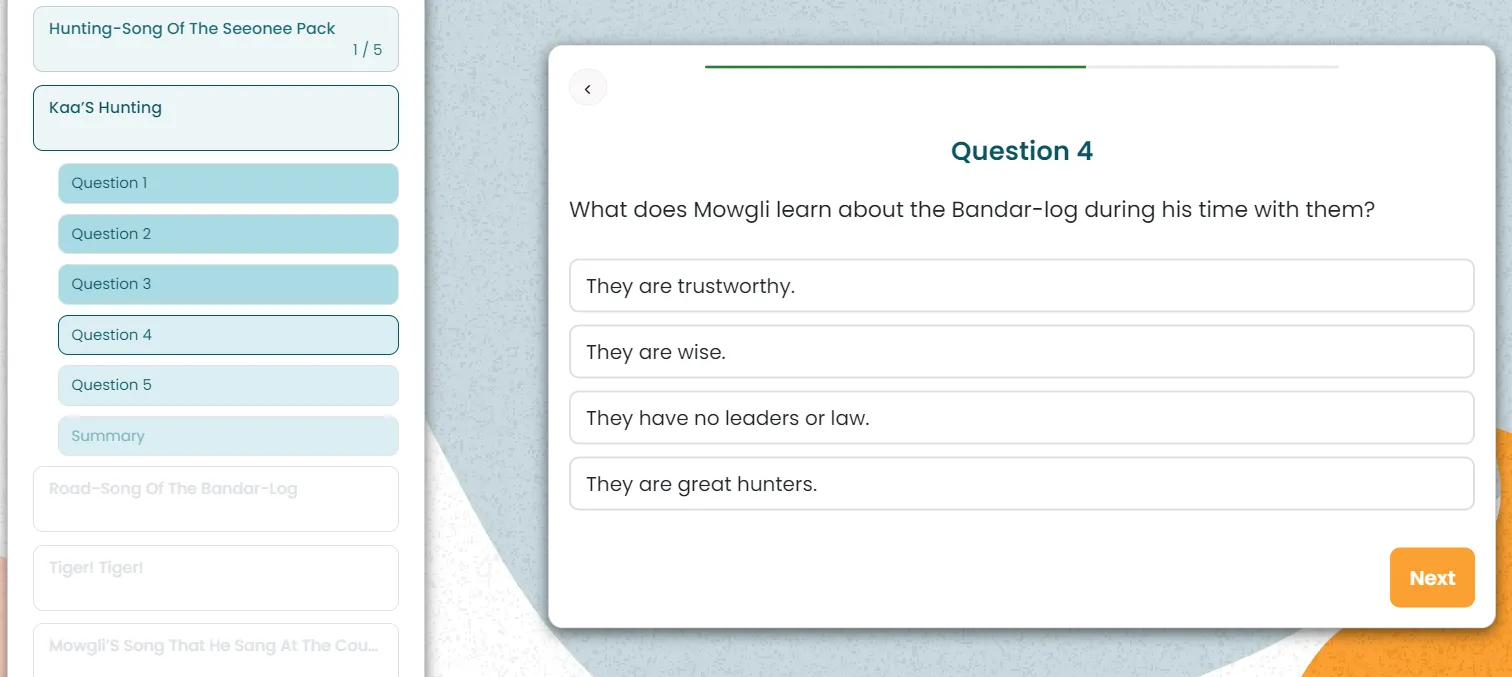 Hunting-Song Of The Seeonee Pack
1 / 5
Kaa'S Hunting
Question 1
Question 2
Question 3
Question 4
Question 5
Summary
Road-Song Of The Bandar-Log
Tiger! Tiger!
Mowgli'S Song That He Sang At The Cou...
Question 4
What does Mowgli learn about the Bandar-log during his time with them?
They are trustworthy.
They are wise.
They have no leaders or law.
They are great hunters.
Next